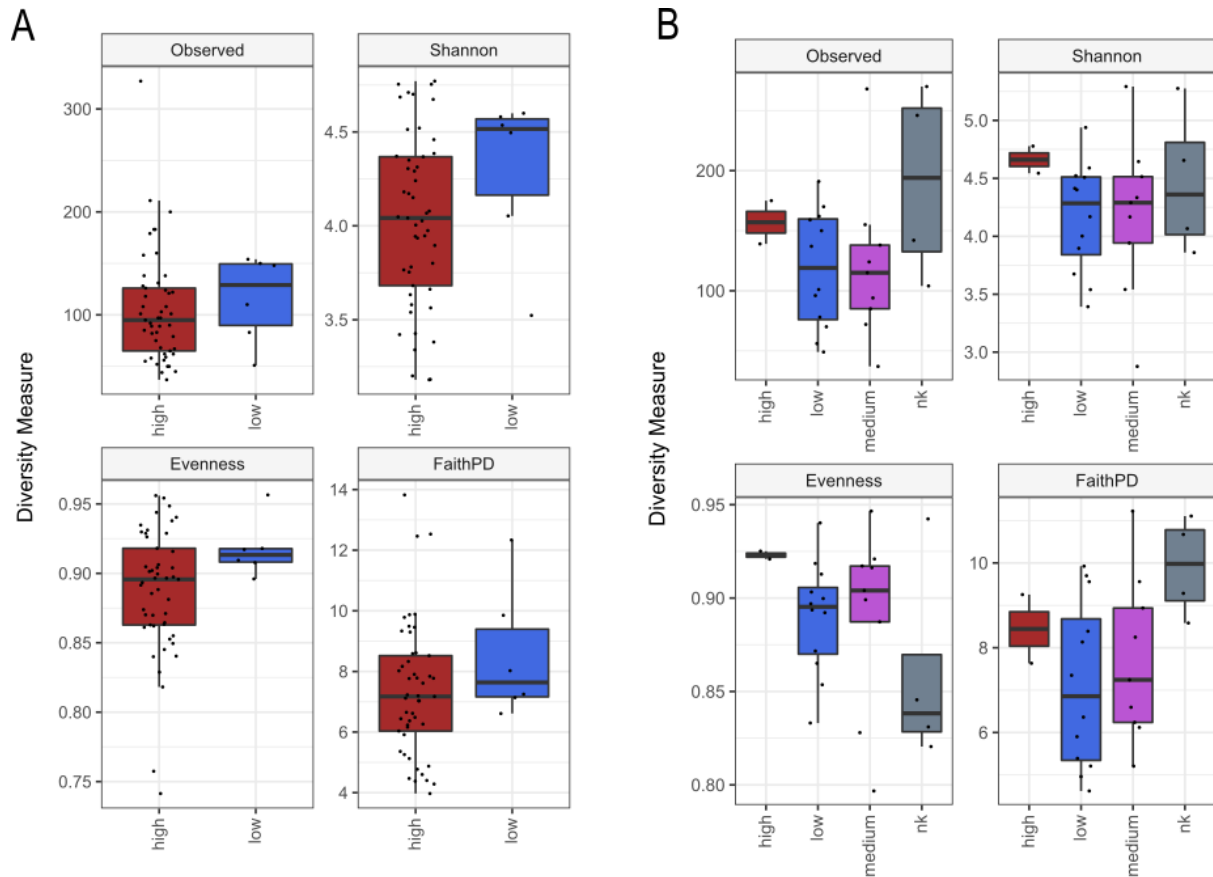 A
Diversity Measure
Observed
300
200
100
high
low
Shannon
4.5
4.0
3.5
high
low
Evenness
0.95
0.90
0.85
0.80
0.75
high
low
FaithPD
14
12
10
8
6
4
high
low
B
Diversity Measure
Observed
200
100
high
low
medium
nk
Shannon
5.0
4.5
4.0
3.5
3.0
high
low
medium
nk
Evenness
0.95
0.90
0.85
0.80
high
low
medium
nk
FaithPD
10
8
6
high
low
medium
nk